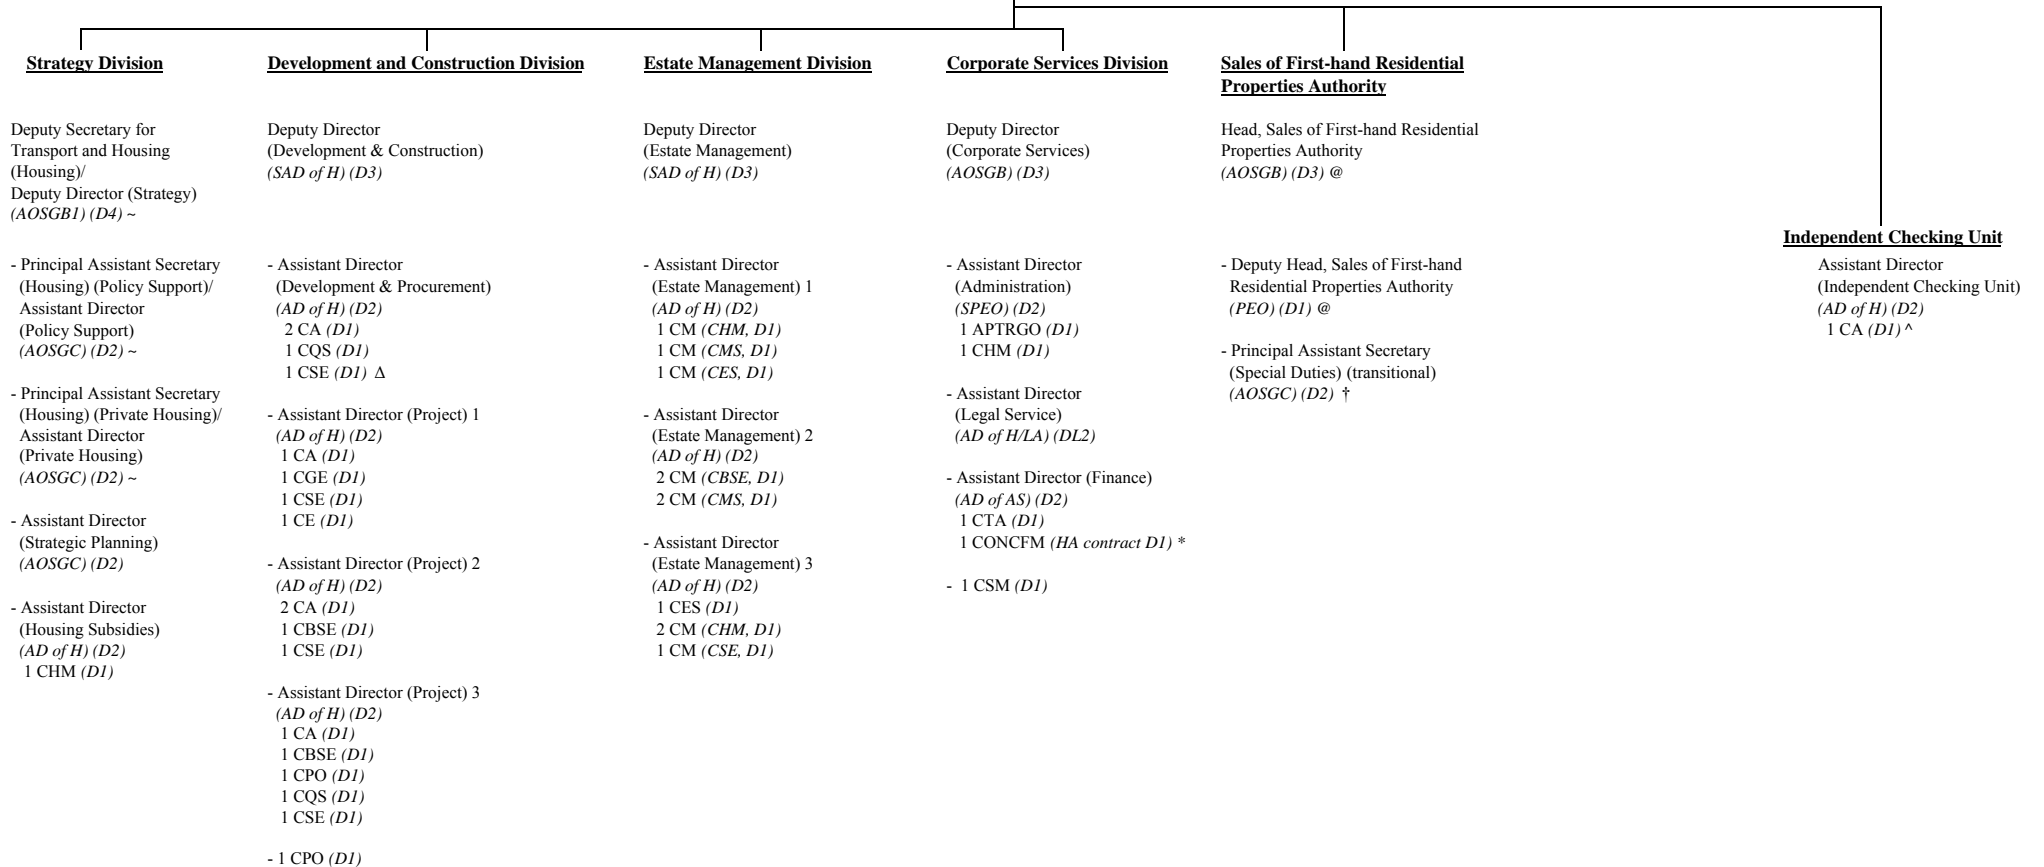 Strategy Division
Deputy Secretary for
Transport and Housing
(Housing)/
Deputy Director (Strategy)
(AOSGB1) (D4) ~
- Principal Assistant Secretary
(Housing) (Policy Support)/
Assistant Director
(Policy Support)
(AOSGC) (D2) ~
- Principal Assistant Secretary
(Housing) (Private Housing)/
Assistant Director
(Private Housing)
(AOSGC) (D2) ~
- Assistant Director
(Strategic Planning)
(AOSGC) (D2)
- Assistant Director
(Housing Subsidies)
(AD of H) (D2)
1 CHM (D1)
Development and Construction Division
Deputy Director
(Development & Construction)
(SAD of H) (D3)
- Assistant Director
(Development & Procurement)
(AD of H) (D2)
2 CA (D1)
1 CQS (D1)
1 CSE (D1) Δ
- Assistant Director (Project) 1
(AD of H) (D2)
1 CA (D1)
1 CGE (D1)
1 CSE (D1)
1 CE (D1)
- Assistant Director (Project) 2
(AD of H) (D2)
2 CA (D1)
1 CBSE (D1)
1 CSE (D1)
- Assistant Director (Project) 3
(AD of H) (D2)
1 CA (D1)
1 CBSE (D1)
1 CPO (D1)
1 CQS (D1)
1 CSE (D1)
- 1 CPO (D1)
Estate Management Division
Deputy Director
(Estate Management)
(SAD of H) (D3)
- Assistant Director
(Estate Management) 1
(AD of H) (D2)
1 CM (CHM, D1)
1 CM (CMS, D1)
1 CM (CES, D1)
- Assistant Director
(Estate Management) 2
(AD of H) (D2)
2 CM (CBSE, D1)
2 CM (CMS, D1)
- Assistant Director
(Estate Management) 3
(AD of H) (D2)
1 CES (D1)
2 CM (CHM, D1)
1 CM (CSE, D1)
Corporate Services Division
Deputy Director
(Corporate Services)
(AOSGB) (D3)
- Assistant Director
(Administration)
(SPEO) (D2)
1 APTRGO (D1)
1 CHM (D1)
- Assistant Director
(Legal Service)
(AD of H/LA) (DL2)
- Assistant Director (Finance)
(AD of AS) (D2)
1 CTA (D1)
1 CONCFM (HA contract D1) *
- 1 CSM (D1)
Sales of First-hand Residential
Properties Authority
Head, Sales of First-hand Residential
Properties Authority
(AOSGB) (D3) @
- Deputy Head, Sales of First-hand
Residential Properties Authority
(PEO) (D1) @
- Principal Assistant Secretary
(Special Duties) (transitional)
(AOSGC) (D2) †
Independent Checking Unit
Assistant Director
(Independent Checking Unit)
(AD of H) (D2)
1 CA (D1) ^